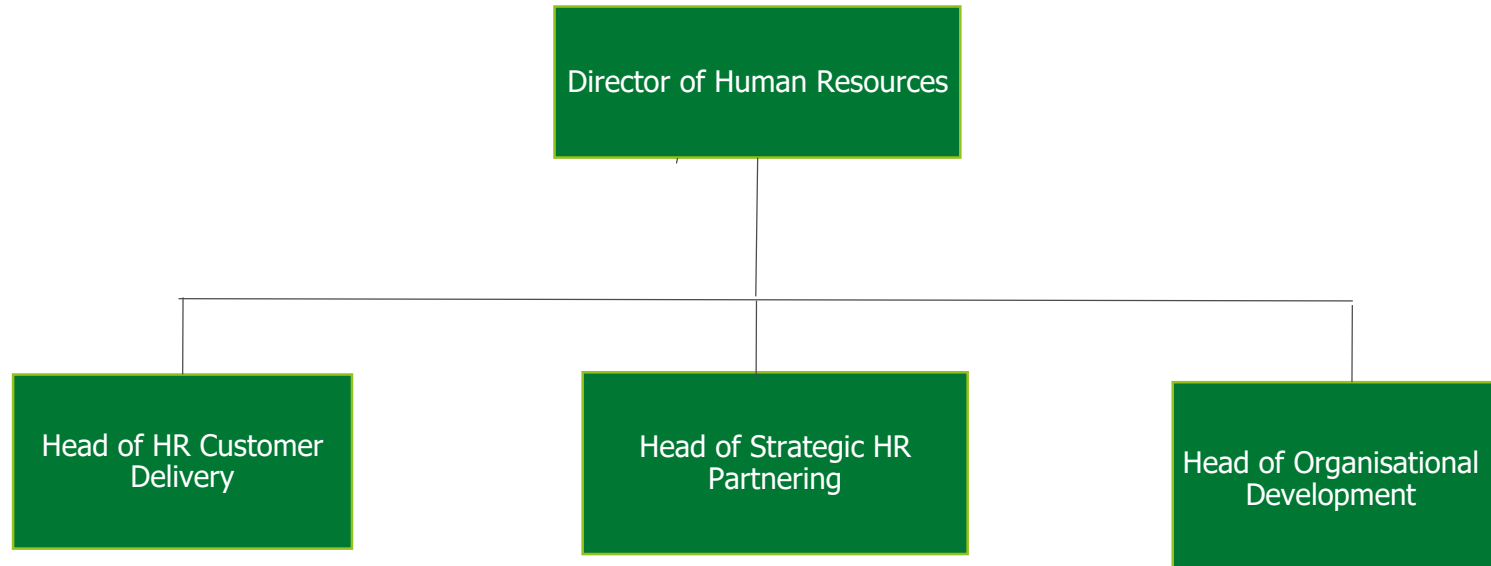 Director of Human Resources
Head of HR Customer
Delivery
Head of Strategic HR
Partnering
Head of Organisational
Development